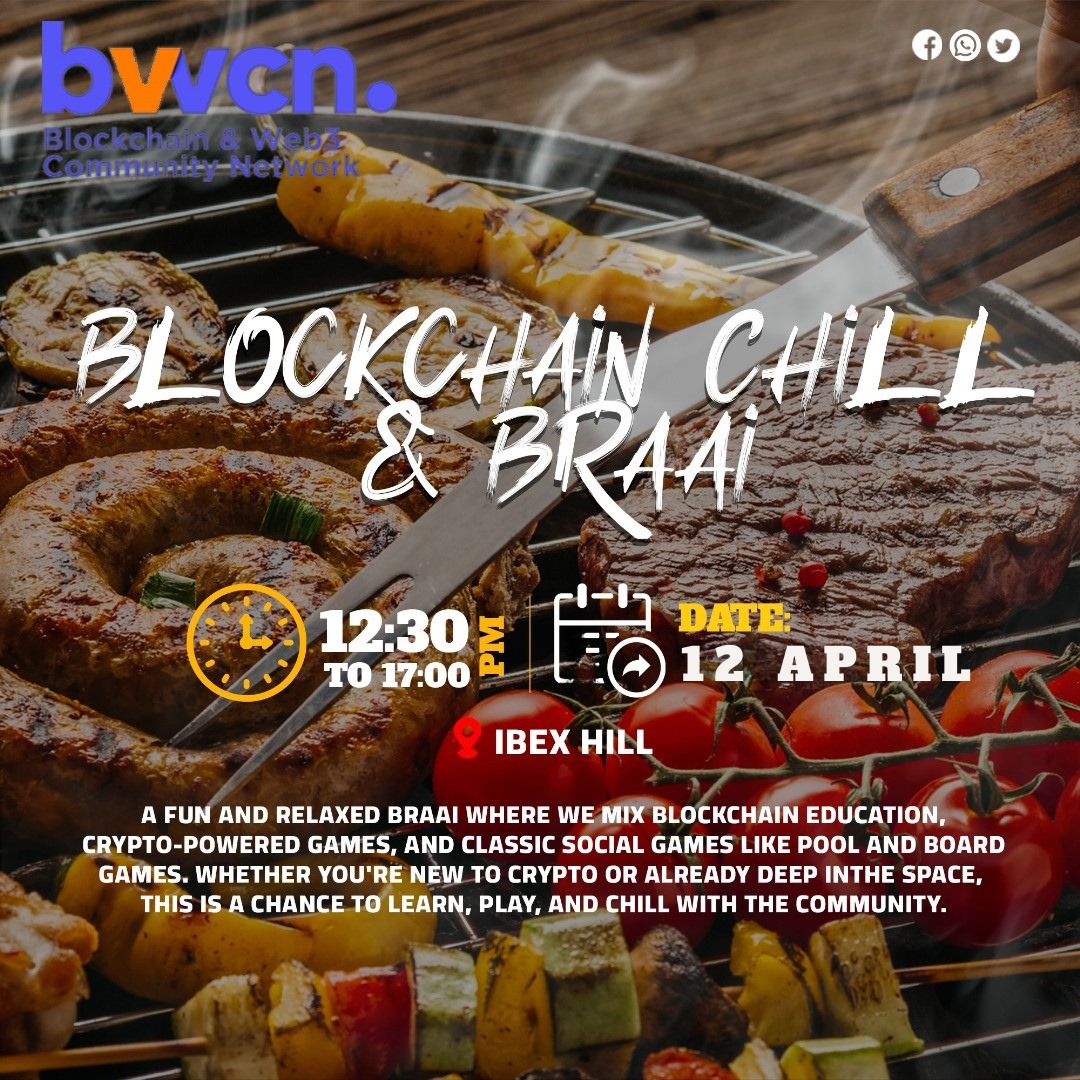 bwcn.
Blockchain & Web3
Community Network
BLOCKCHAIN CHILL
& BRAAI
12:30
TO 17:00
PM
DATE:
12 APRIL
IBEX HILL
A FUN AND RELAXED BRAAI WHERE WE MIX BLOCKCHAIN EDUCATION,
CRYPTO-POWERED GAMES, AND CLASSIC SOCIAL GAMES LIKE POOL AND BOARD
GAMES. WHETHER YOU'RE NEW TO CRYPTO OR ALREADY DEEP INTHE SPACE,
THIS IS A CHANCE TO LEARN, PLAY, AND CHILL WITH THE COMMUNITY.